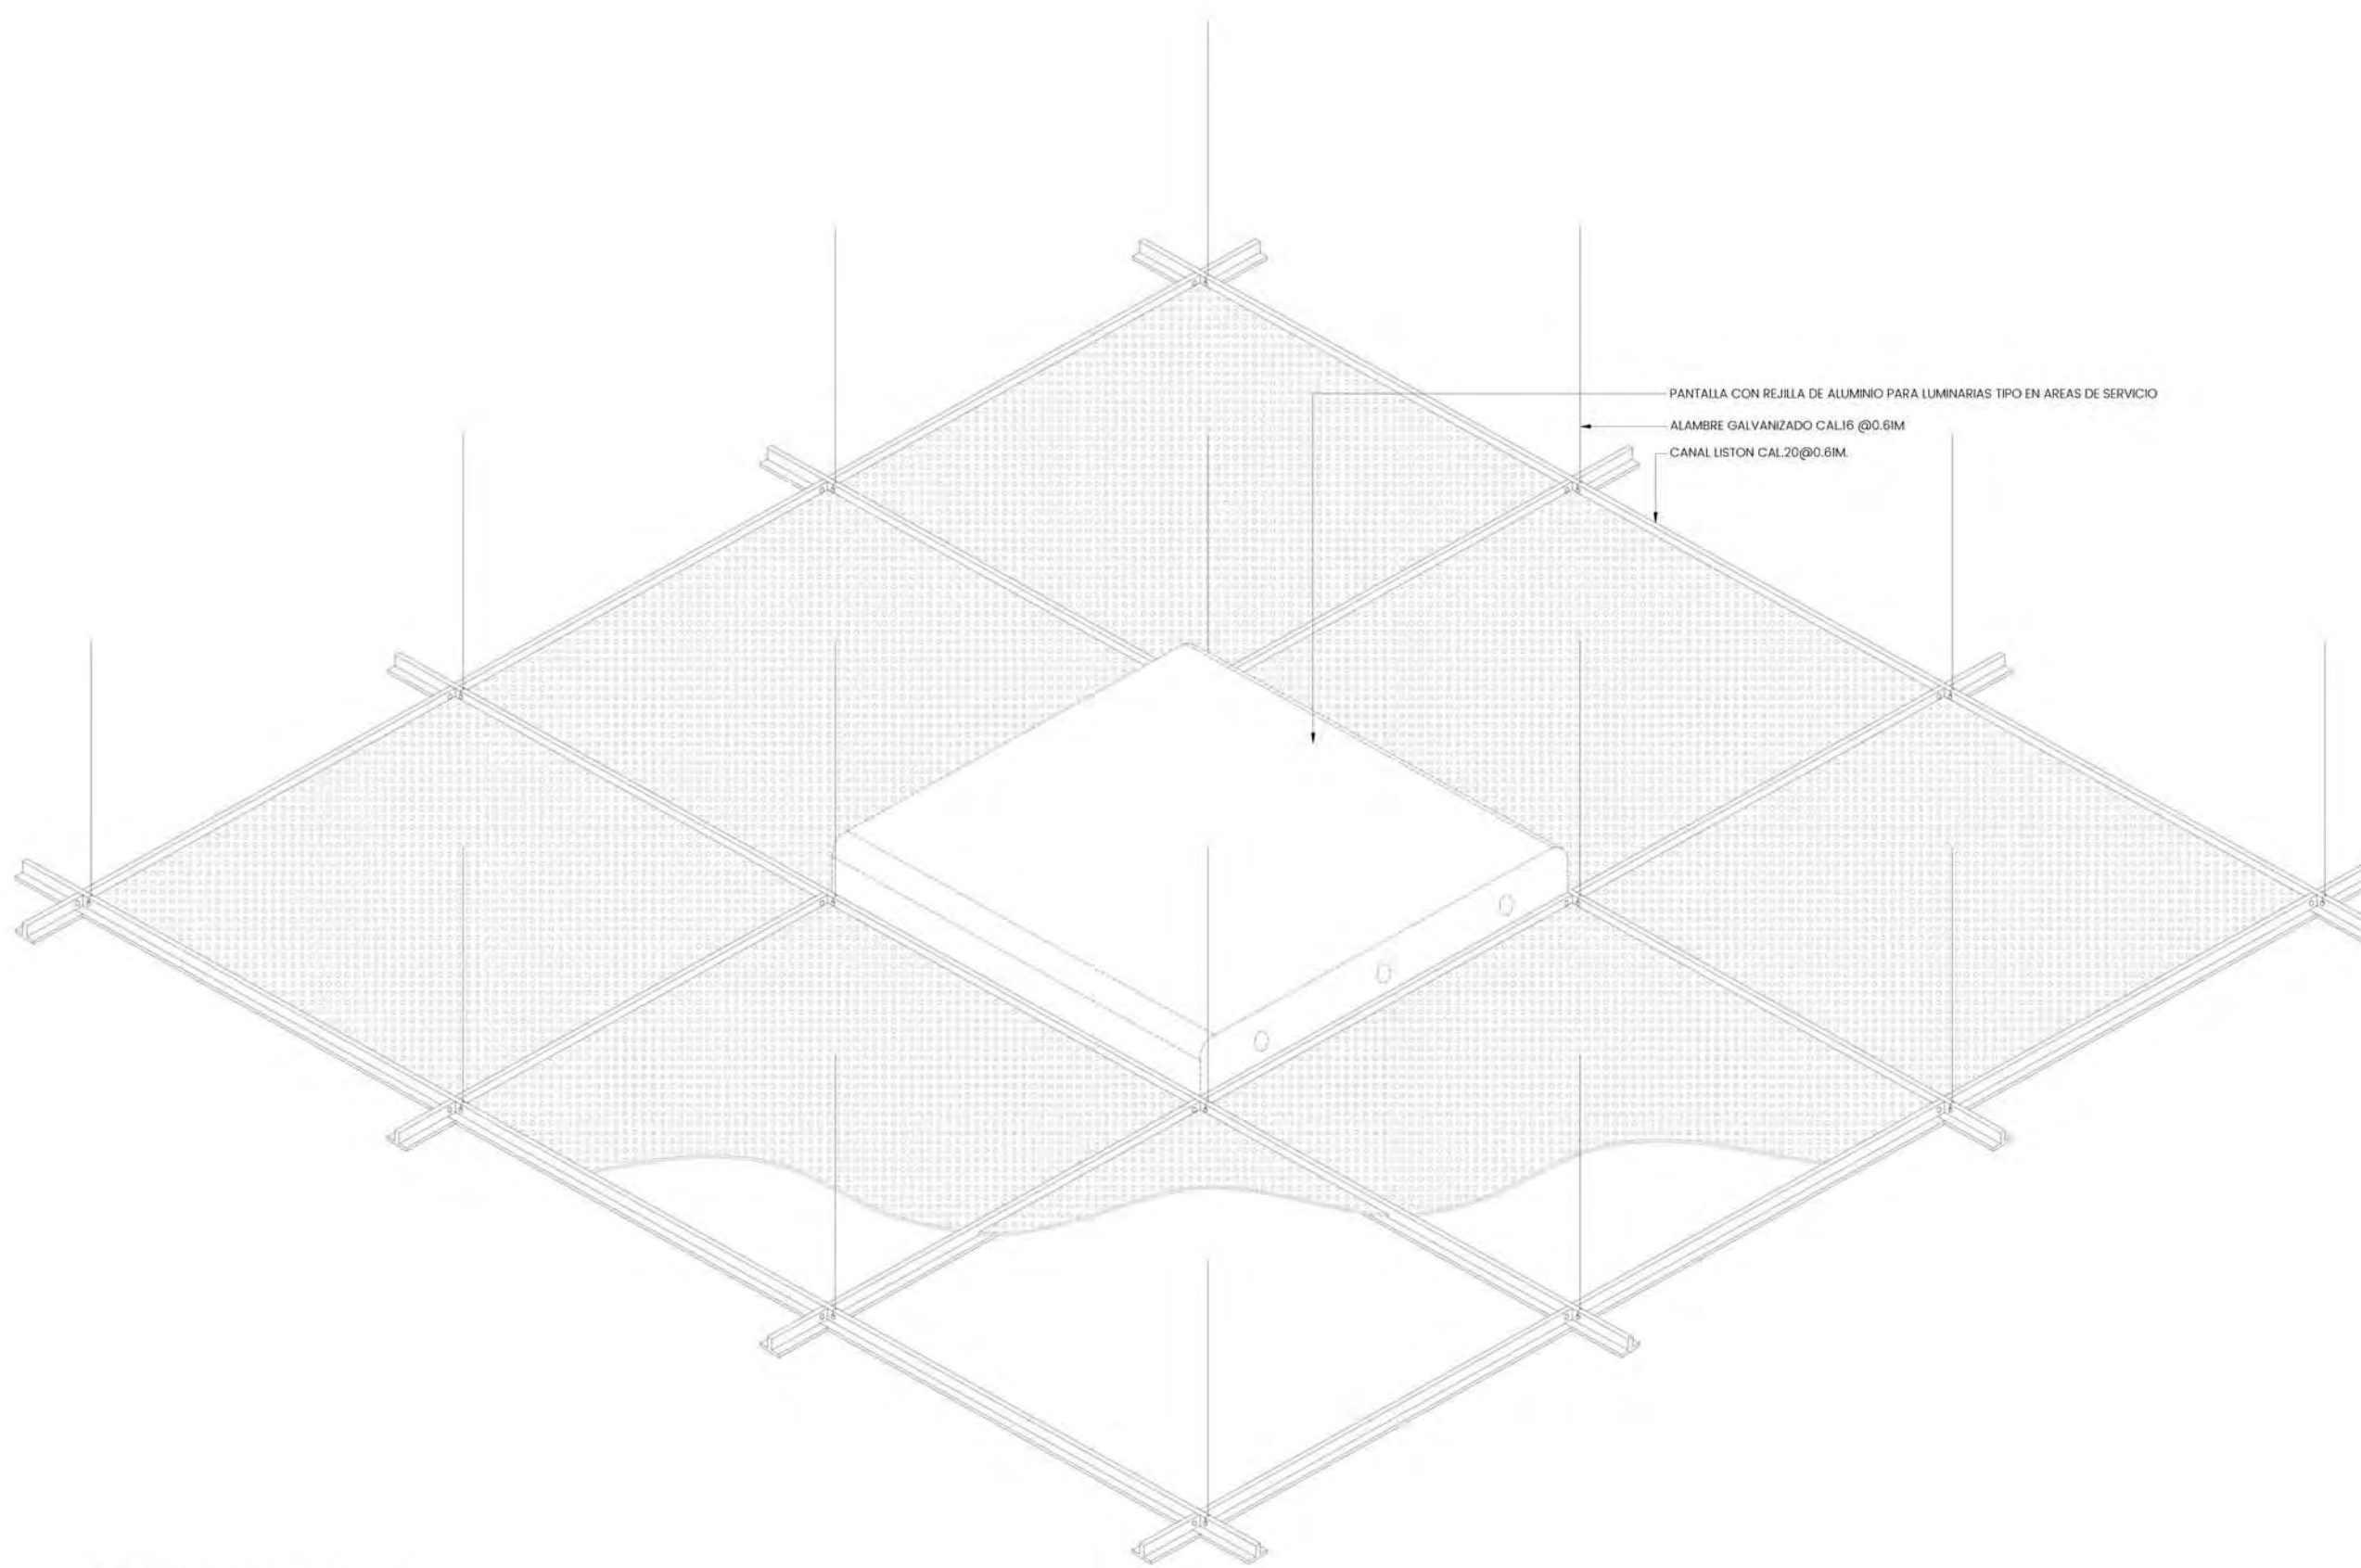 PANTALLA CON REJILLA DE ALUMINIO PARA LUMINARIAS TIPO EN AREAS DE SERVICIO
ALAMBRE GALVANIZADO CAL.16 @0.61M
CANAL LISTON CAL.20@0.61M.